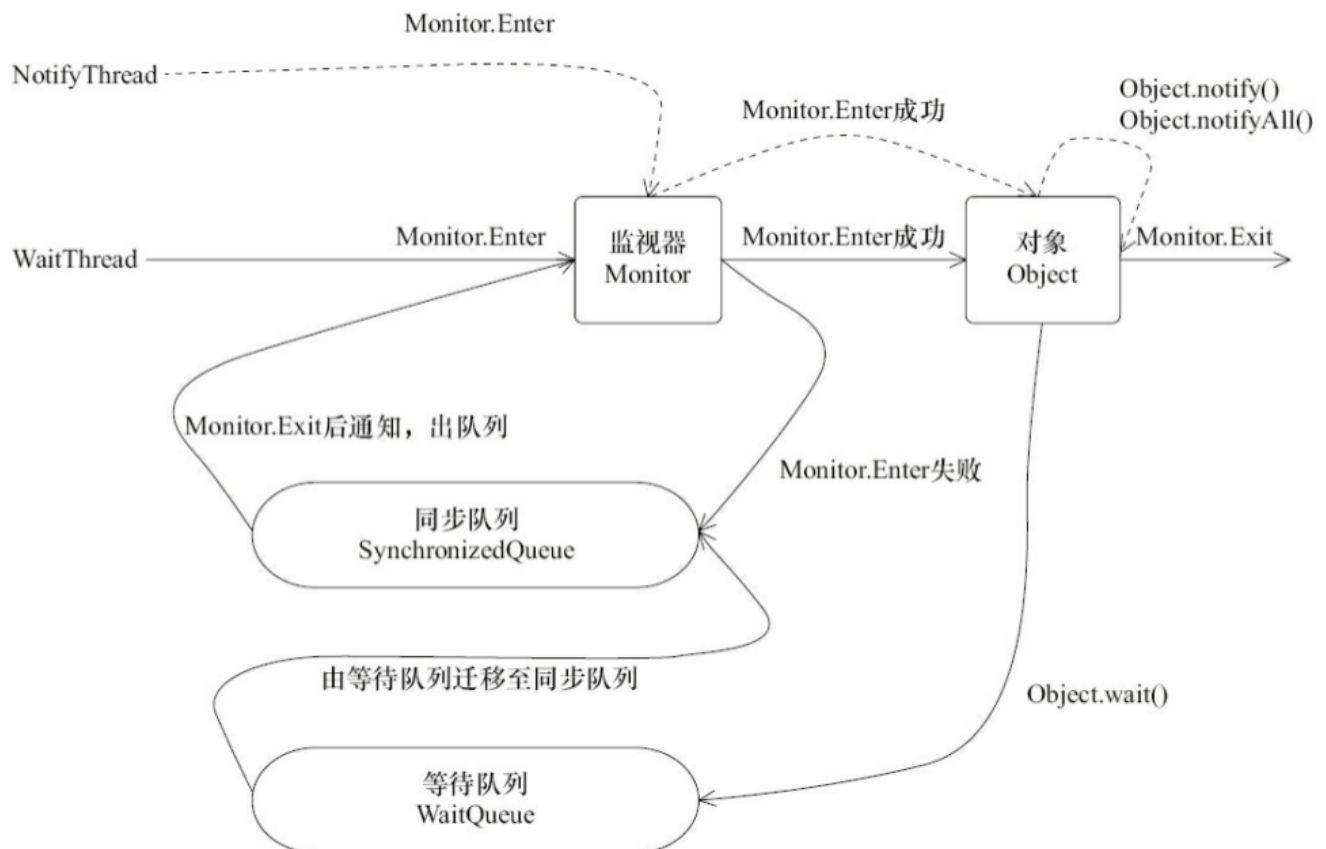 Monitor.Enter
NotifyThread
Object.notify()
Monitor.Enter成功
Object.notifyAll()
WaitThread
Monitor.Enter
监视器
Monitor
Monitor.Enter成功
对象
Object
Monitor.Exit
Monitor.Exit后通知，出队列
Monitor.Enter失败
同步队列
SynchronizedQueue
由等待队列迁移至同步队列
Object.wait()
等待队列
WaitQueue